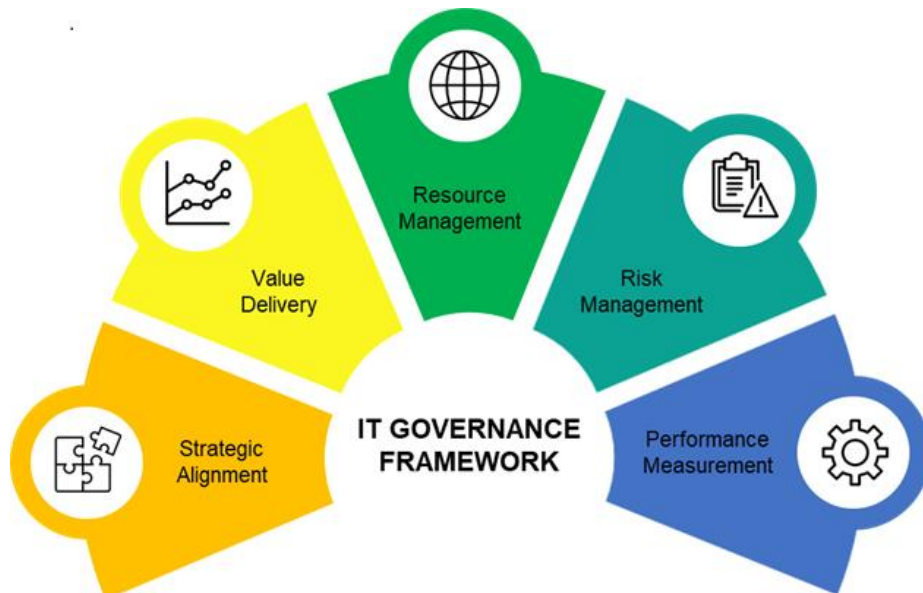 Resource
Management
Value
Delivery
Risk
Management
Strategic
Alignment
IT GOVERNANCE
FRAMEWORK
Performance
Measurement